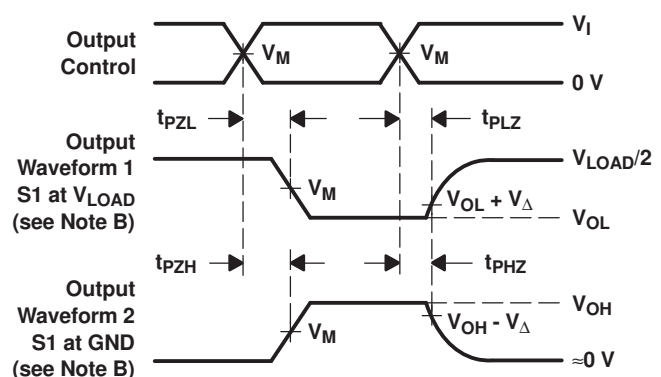 Output
Control
V_I
V_M
V_M
0 V
t_PZL
t_PLZ
Output
Waveform 1
S1 at V_LOAD
(see Note B)
V_LOAD/2
V_M
V_OL + V_Δ
V_OL
t_PZH
t_PHZ
Output
Waveform 2
S1 at GND
(see Note B)
V_OH
V_M
V_OH - V_Δ
≈0 V